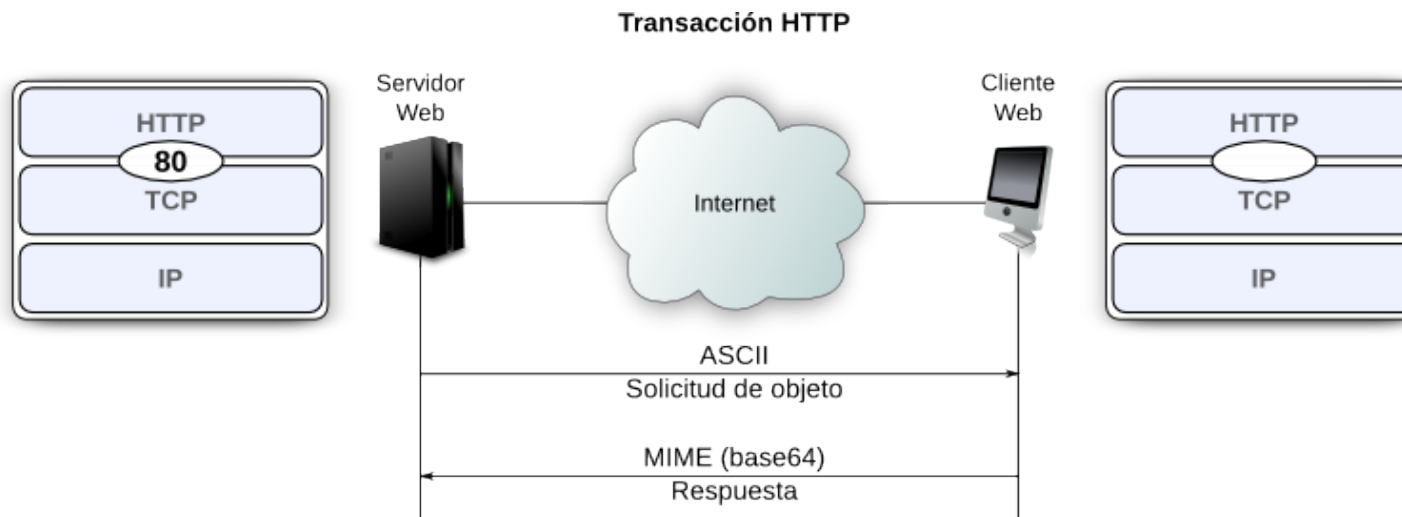 Transacción HTTP
HTTP
80
TCP
IP
Servidor
Web
Internet
Cliente
Web
HTTP
TCP
IP
ASCII
Solicitud de objeto
MIME (base64)
Respuesta